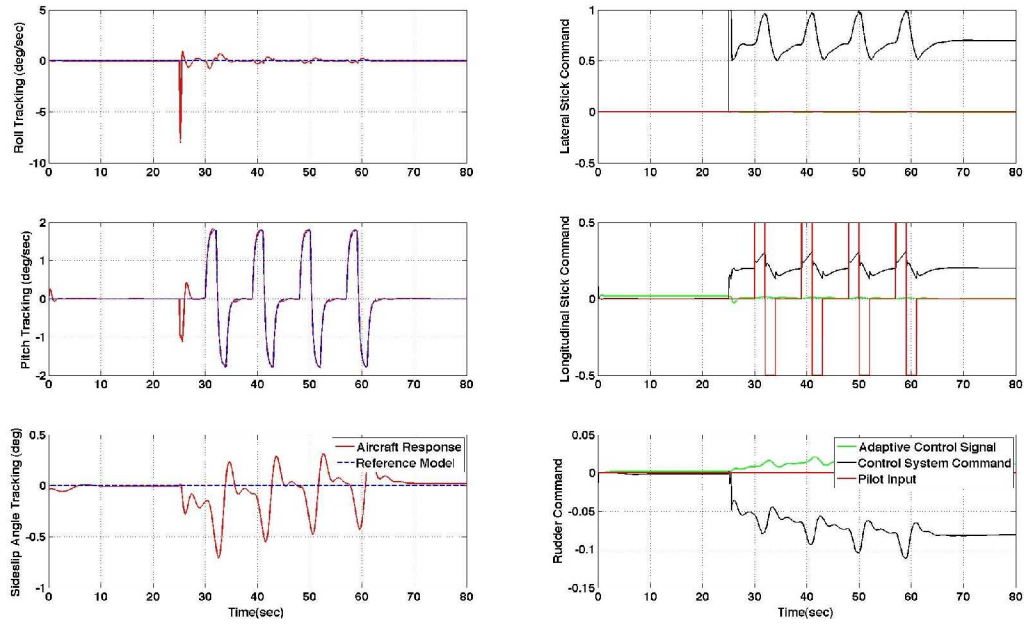 Roll Tracking (deg/sec)
5
0
-5
-10
0 10 20 30 40 50 60 70 80
Lateral Stick Command
1
0.5
0
-0.5
0 10 20 30 40 50 60 70 80
Pitch Tracking (deg/sec)
2
1
0
-1
-2
0 10 20 30 40 50 60 70 80
Longitudinal Stick Command
0.5
0
-0.5
0 10 20 30 40 50 60 70 80
Sideslip Angle Tracking (deg)
0.5
0
-0.5
-1
Aircraft Response
Reference Model
0 10 20 30 40 50 60 70 80
Time(sec)
Rudder Command
0.05
0
-0.05
-0.1
-0.15
Adaptive Control Signal
Control System Command
Pilot Input
0 10 20 30 40 50 60 70 80
Time(sec)